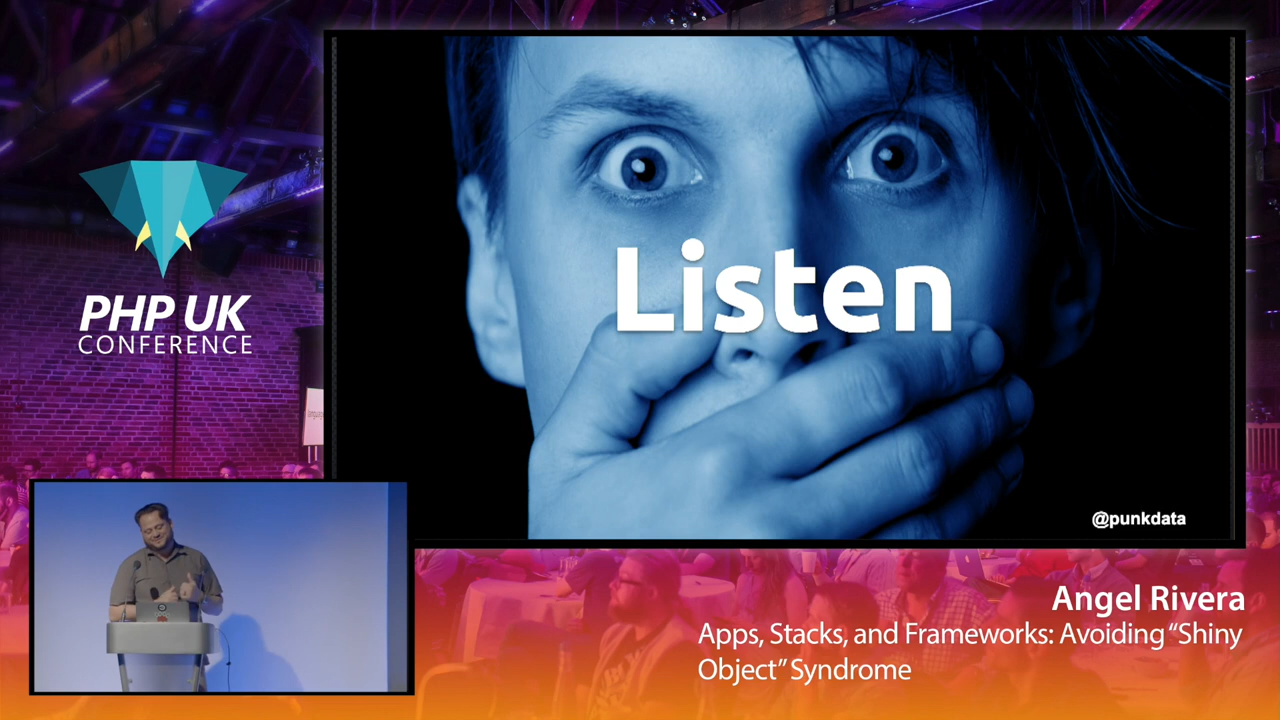 PHP UK
CONFERENCE
Listen
@punkdata
Angel Rivera
Apps, Stacks, and Frameworks: Avoiding “Shiny
Object” Syndrome